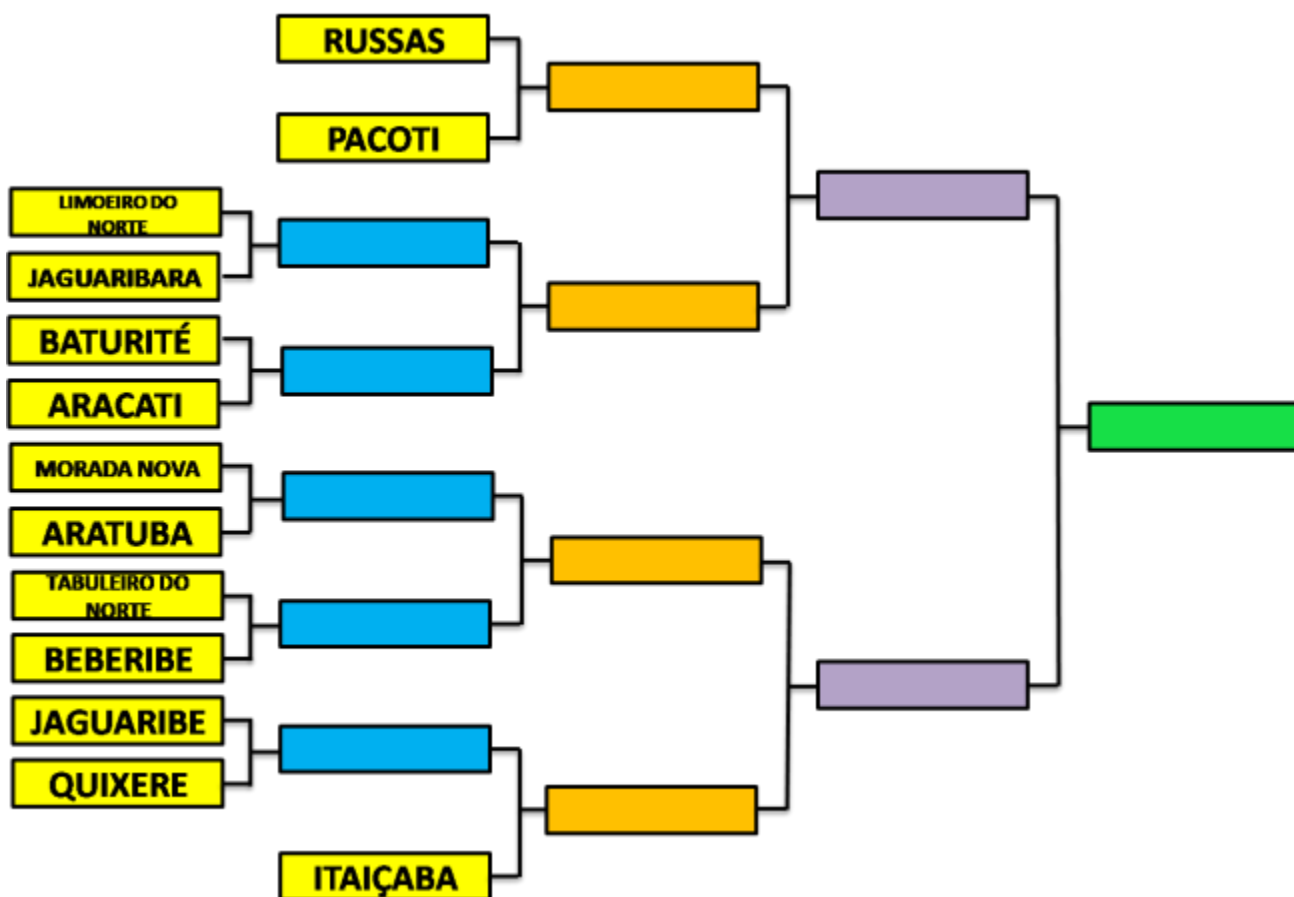 RUSSAS
PACOTI
LIMOEIRO DO
NORTE
JAGUARIBARA
BATURITÉ
ARACATI
MORADA NOVA
ARATUBA
TABULEIRO DO
NORTE
BEBERIBE
JAGUARIBE
QUIXERE
ITAIÇABA